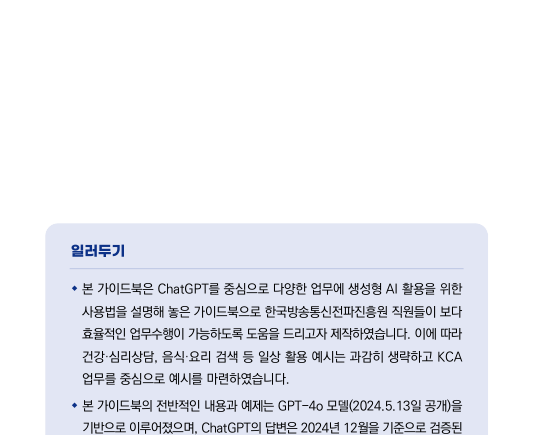 일러두기
◆ 본 가이드북은 ChatGPT를 중심으로 다양한 업무에 생성형 AI 활용을 위한
사용법을 설명해 놓은 가이드북으로 한국방송통신전파진흥원 직원들이 보다
효율적인 업무수행이 가능하도록 도움을 드리고자 제작하였습니다. 이에 따라
건강·심리상담, 음식·요리 검색 등 일상 활용 예시는 과감히 생략하고 KCA
업무를 중심으로 예시를 마련하였습니다.
◆ 본 가이드북의 전반적인 내용과 예제는 GPT-4o 모델(2024.5.13일 공개)을
기반으로 이루어졌으며, ChatGPT의 답변은 2024년 12월을 기준으로 검증된